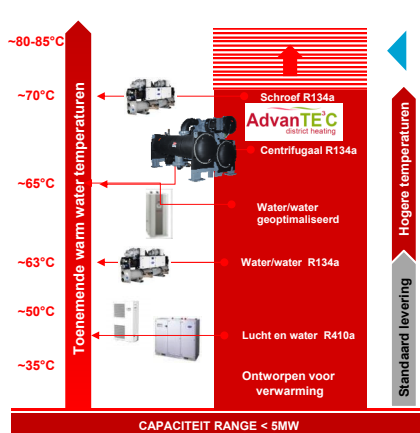 ~80-85°C
~70°C
Schroef R134a
AdvanTE3C
district heating
Centrifugaal R134a
~65°C
Water/water
geoptimaliseerd
~63°C
Water/water R134a
~50°C
Lucht en water R410a
~35°C
Ontworpen voor
verwarming
Toenemende warm water temperaturen
Hogere temperaturen
Standaard levering
CAPACITEIT RANGE < 5MW